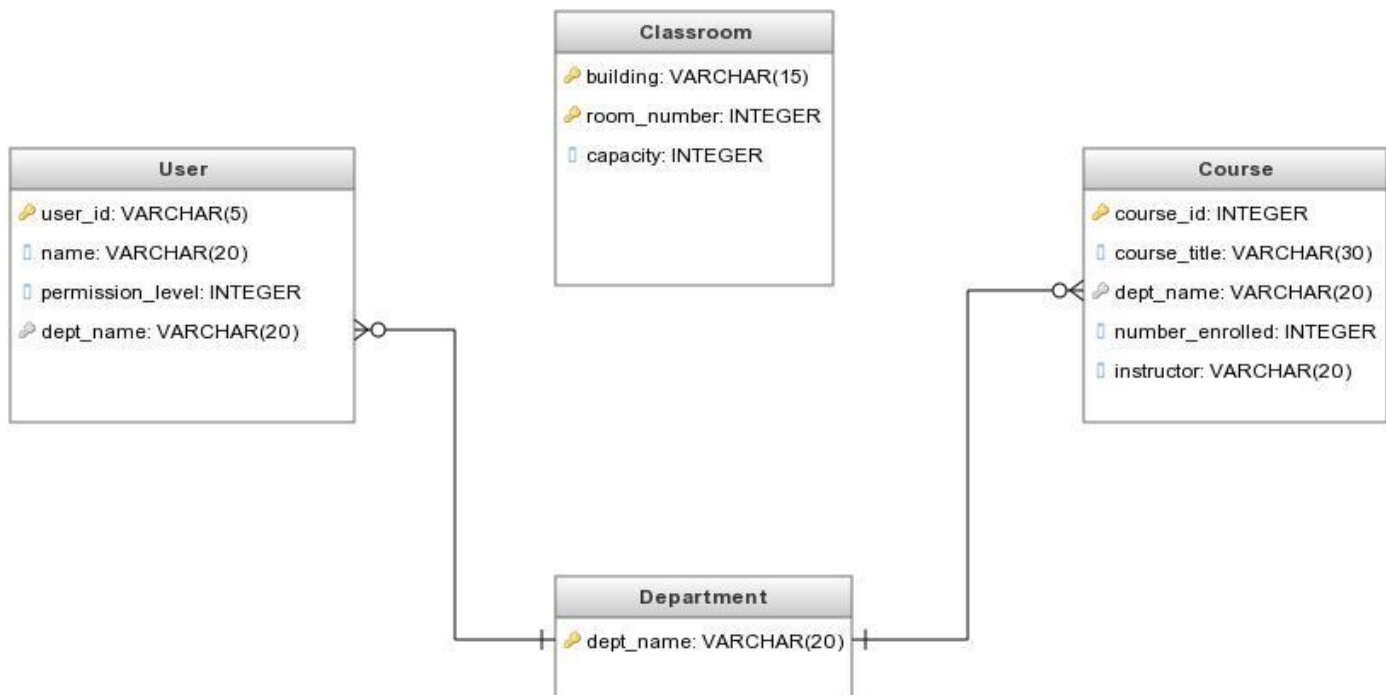 Classroom
building: VARCHAR(15)
room_number: INTEGER
capacity: INTEGER
User
user_id: VARCHAR(5)
name: VARCHAR(20)
permission_level: INTEGER
dept_name: VARCHAR(20)
Course
course_id: INTEGER
course_title: VARCHAR(30)
dept_name: VARCHAR(20)
number_enrolled: INTEGER
instructor: VARCHAR(20)
Department
dept_name: VARCHAR(20)